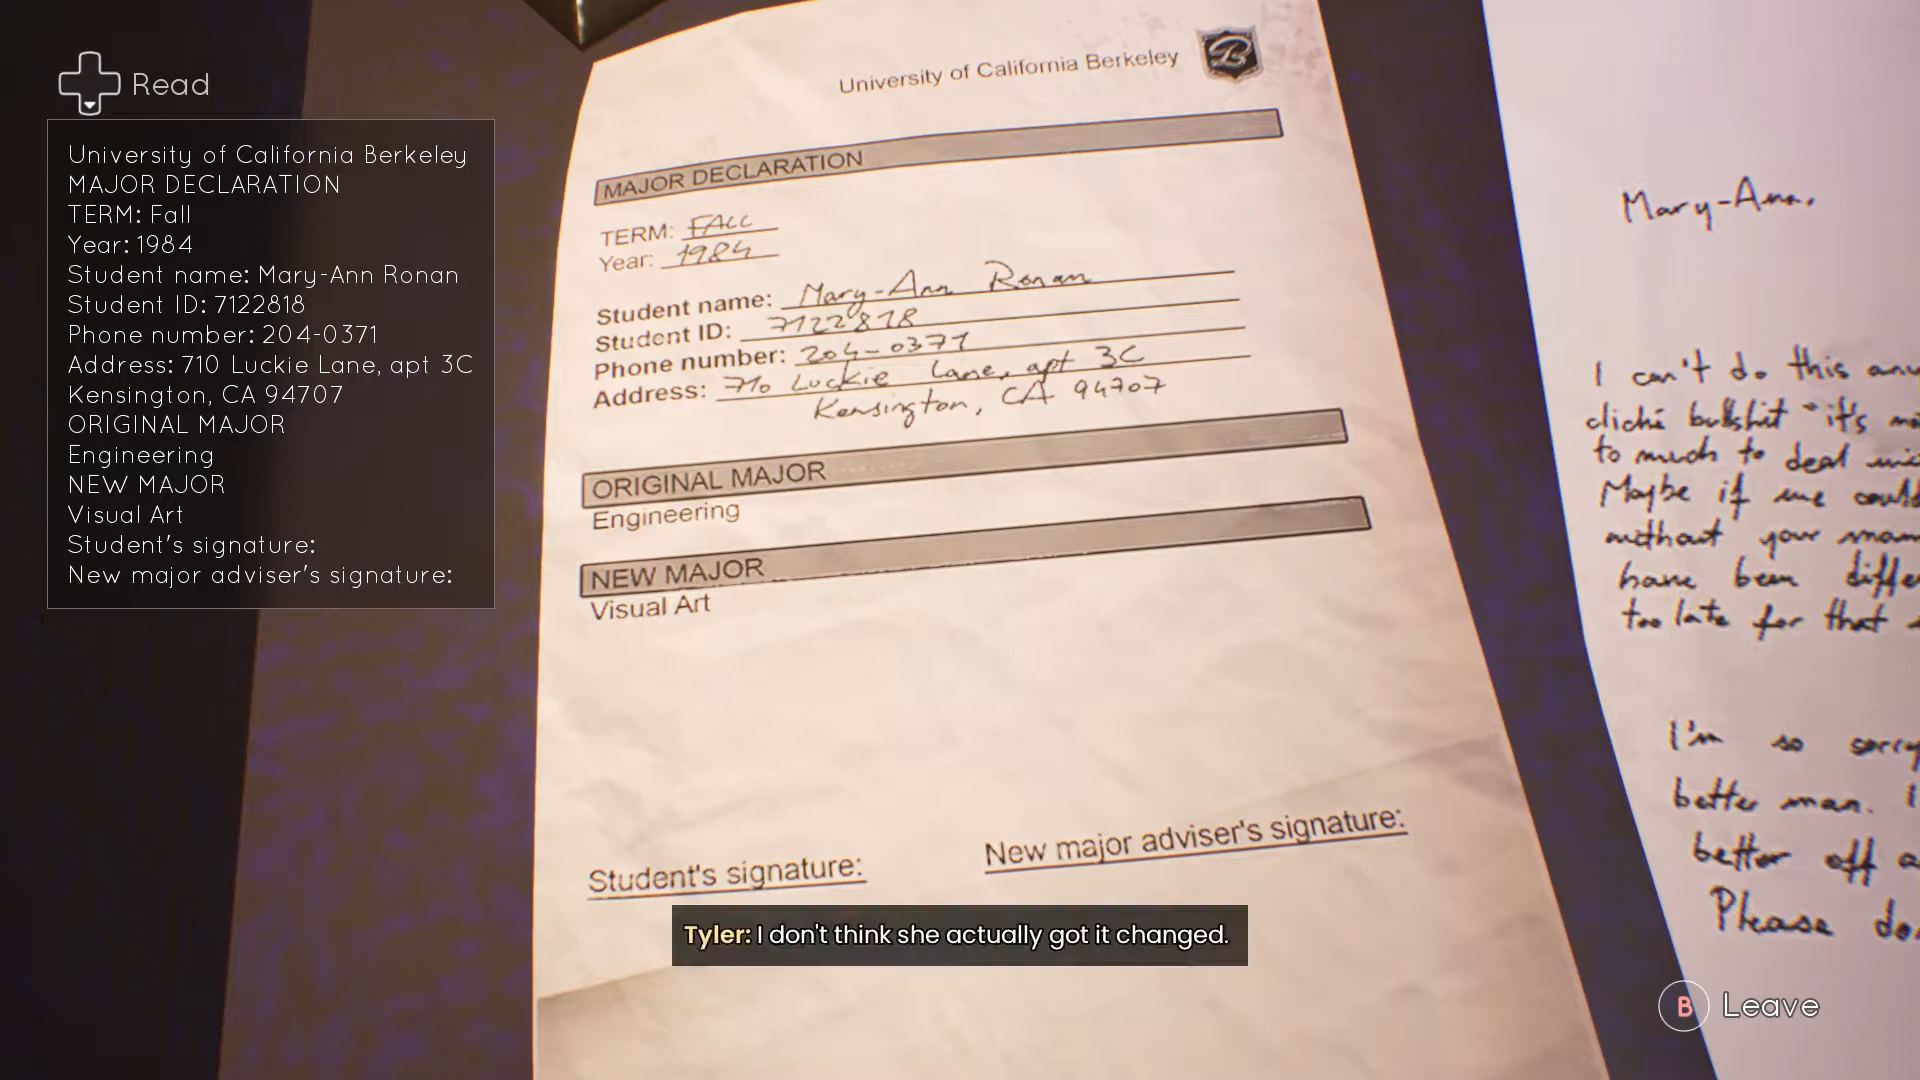 Read
University of California Berkeley
MAJOR DECLARATION
TERM: Fall
Year: 1984
Student name: Mary-Ann Ronan
Student ID: 7122818
Phone number: 204-0371
Address: 710 Luckie Lane, apt 3C
Kensington, CA 94707
ORIGINAL MAJOR
Engineering
NEW MAJOR
Visual Art
Student's signature:
New major adviser's signature:
University of California Berkeley
B
MAJOR DECLARATION
TERM: FALL
Year: 1984
Student name: Mary-Ann Ronan
Student ID: 7122818
Phone number: 204-0371
Address: 710 Luckie Lane, apt 3C
Kensington, CA 94707
ORIGINAL MAJOR
Engineering
NEW MAJOR
Visual Art
Student's signature:
New major adviser's signature:
Mary-Ann.
I can't do this
cliché bullshit "it's
to much to deal
Maybe if we could
without your
have been
too late for that
I'm so sorry
better man. I
better off
Please
Tyler: I don't think she actually got it changed.
B Leave